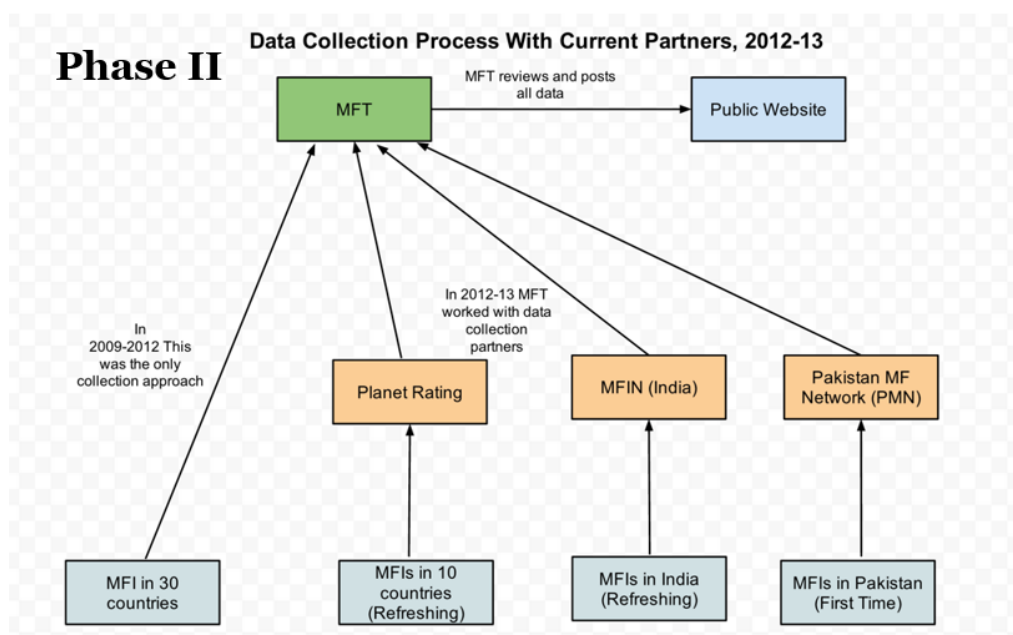 Data Collection Process With Current Partners, 2012-13
Phase II
MFT
MFT reviews and posts
all data
Public Website
In
2009-2012 This
was the only
collection approach
In 2012-13 MFT
worked with data
collection
partners
Planet Rating
MFIN (India)
Pakistan MF
Network (PMN)
MFI in 30
countries
MFIs in 10
countries
(Refreshing)
MFIs in India
(Refreshing)
MFIs in Pakistan
(First Time)